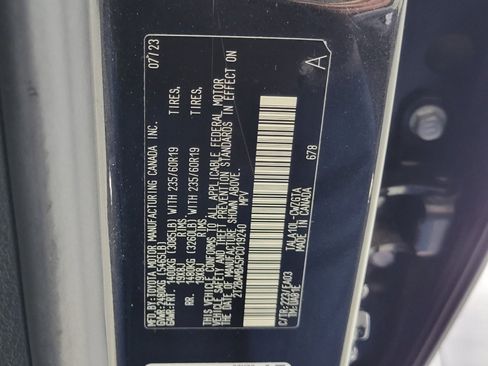 MFD. BY: TOYOTA MOTOR MANUFACTURING CANADA INC. 07/23
GVWR: 2480KG (5465LB)
GAWR: FRT. 1400KG (3085LB) WITH 235/60R19 TIRES,
RIMS,
RR. 1480KG (3260LB) WITH 235/60R19 TIRES,
RIMS,
THIS VEHICLE CONFORMS TO ALL APPLICABLE FEDERAL MOTOR
VEHICLE SAFETY AND THEFT PREVENTION STANDARDS IN EFFECT ON
THE DATE OF MANUFACTURE SHOWN ABOVE.
MPV
A
C/TR: 223/EA03
678
MADE IN CANADA